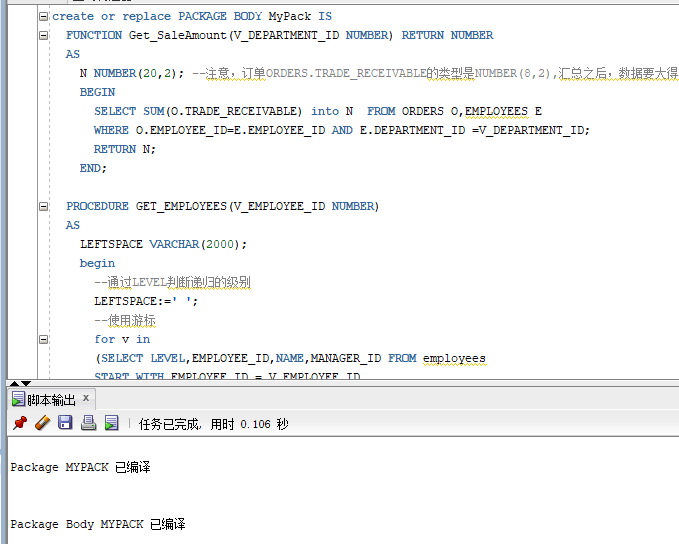 create or replace PACKAGE BODY MyPack IS
FUNCTION Get_SaleAmount(V_DEPARTMENT_ID NUMBER) RETURN NUMBER
AS
N NUMBER(20,2); --注意，订单ORDERS.TRADE_RECEIVABLE的类型是NUMBER(8,2),汇总之后，数据要大得
BEGIN
SELECT SUM(O.TRADE_RECEIVABLE) into N  FROM ORDERS O,EMPLOYEES E
WHERE O.EMPLOYEE_ID=E.EMPLOYEE_ID AND E.DEPARTMENT_ID =V_DEPARTMENT_ID;
RETURN N;
END;
PROCEDURE GET_EMPLOYEES(V_EMPLOYEE_ID NUMBER)
AS
LEFTSPACE VARCHAR(2000);
begin
--通过LEVEL判断递归的级别
LEFTSPACE:=' ';
--使用游标
for v in
(SELECT LEVEL,EMPLOYEE_ID,NAME,MANAGER_ID FROM employees
START WITH EMPLOYEE_ID = V_EMPLOYEE_ID
脚本输出 x
任务已完成, 用时 0.106 秒
Package MYPACK 已编译
Package Body MYPACK 已编译